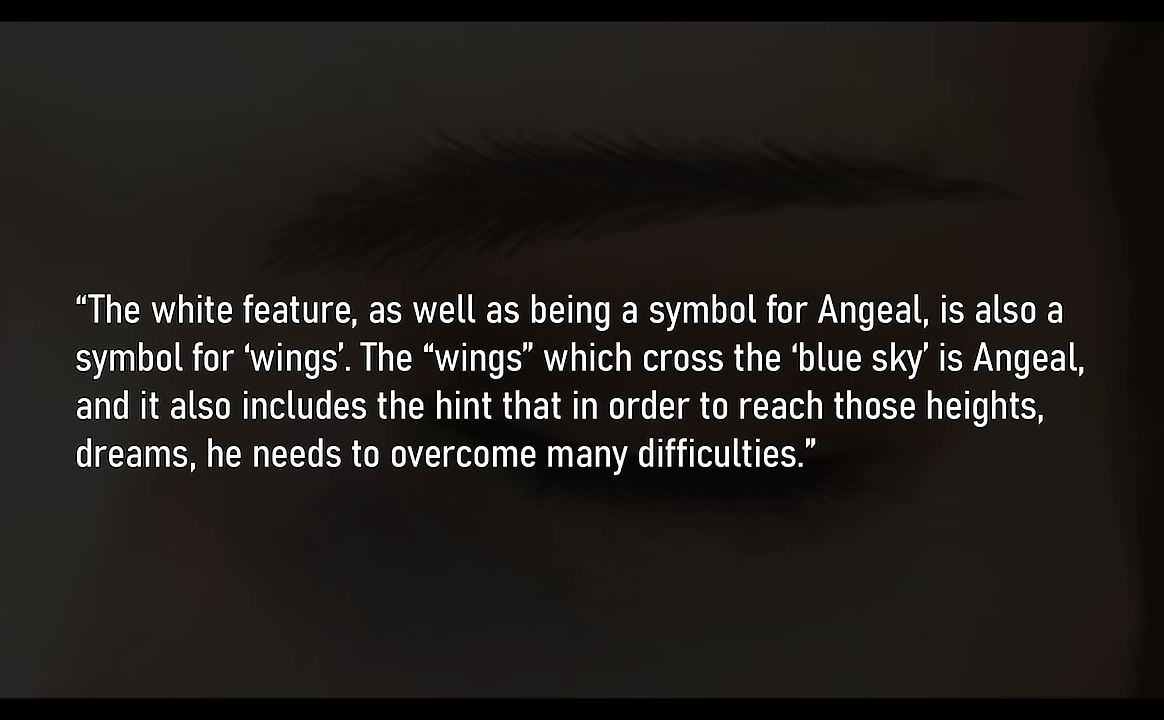 “The white feature, as well as being a symbol for Angeal, is also a
symbol for ‘wings’. The “wings” which cross the ‘blue sky’ is Angeal,
and it also includes the hint that in order to reach those heights,
dreams, he needs to overcome many difficulties.”